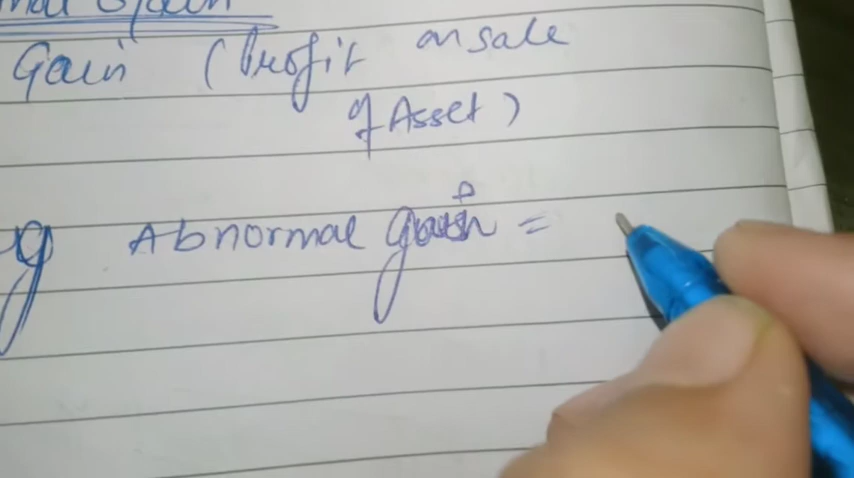 Gain (Profit on sale
of Asset)
Abnormal gain =